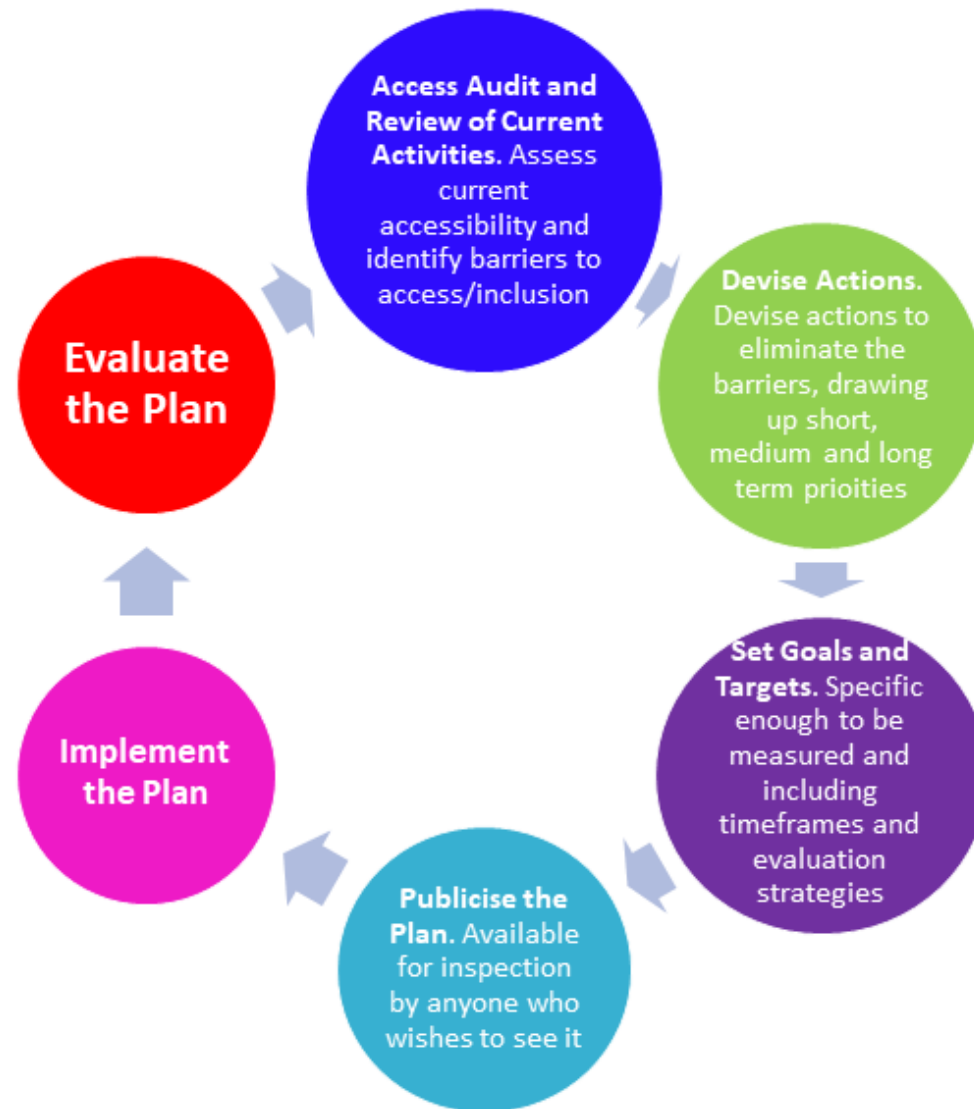 Access Audit and
Review of Current
Activities. Assess
current
accessibility and
identify barriers to
access/inclusion
Devise Actions.
Devise actions to
eliminate the
barriers, drawing
up short,
medium and long
term prioities
Set Goals and
Targets. Specific
enough to be
measured and
including
timeframes and
evaluation
strategies
Publicise the
Plan. Available
for inspection
by anyone who
wishes to see it
Implement
the Plan
Evaluate
the Plan